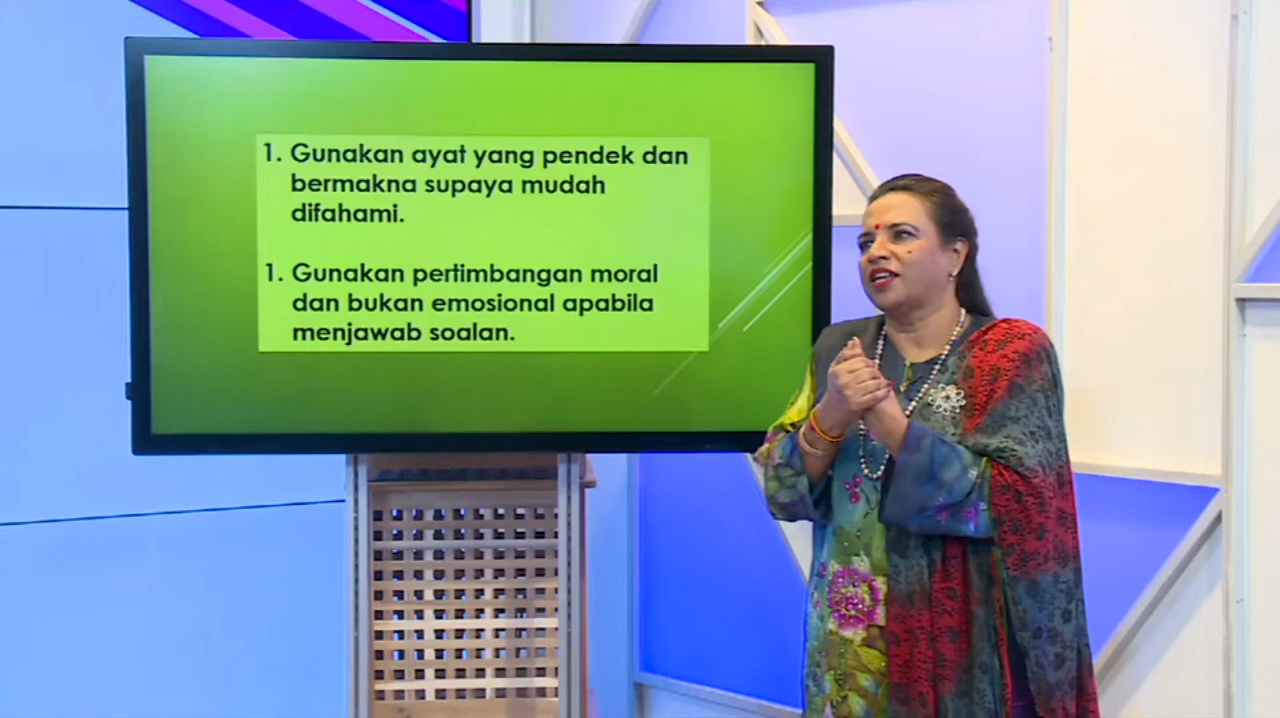 1. Gunakan ayat yang pendek dan
bermakna supaya mudah
difahami.
1. Gunakan pertimbangan moral
dan bukan emosional apabila
menjawab soalan.